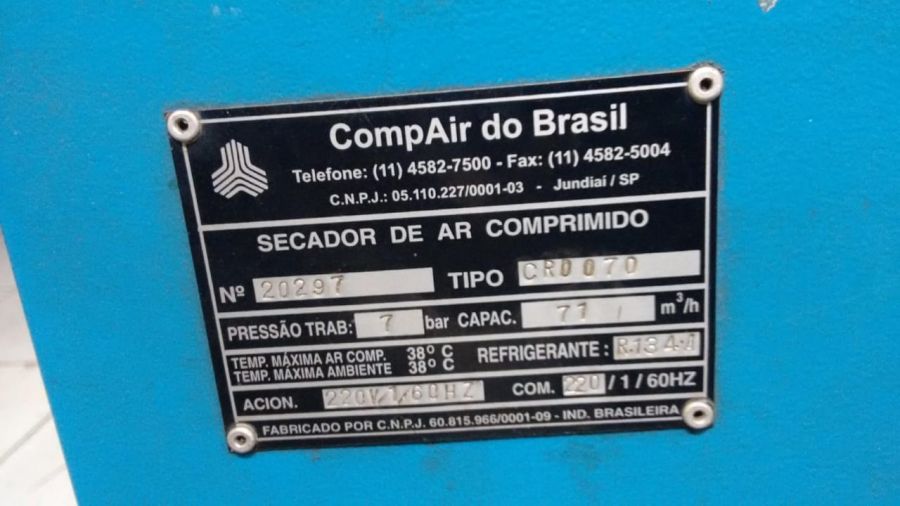 CompAir do Brasil
Telefone: (11) 4582-7500 - Fax: (11) 4582-5004
C.N.P.J.: 05.110.227/0001-03 - Jundiaí / SP
SECADOR DE AR COMPRIMIDO
Nº 20297 TIPO CRD070
PRESSÃO TRAB: 7 bar CAPAC. 71 m³/h
TEMP. MÁXIMA AR COMP. 38º C
TEMP. MÁXIMA AMBIENTE 38º C
REFRIGERANTE :
ACION. 220V/1/60HZ COM. 220 / 1 / 60HZ
FABRICADO POR C.N.P.J. 60.815.966/0001-09 - IND. BRASILEIRA